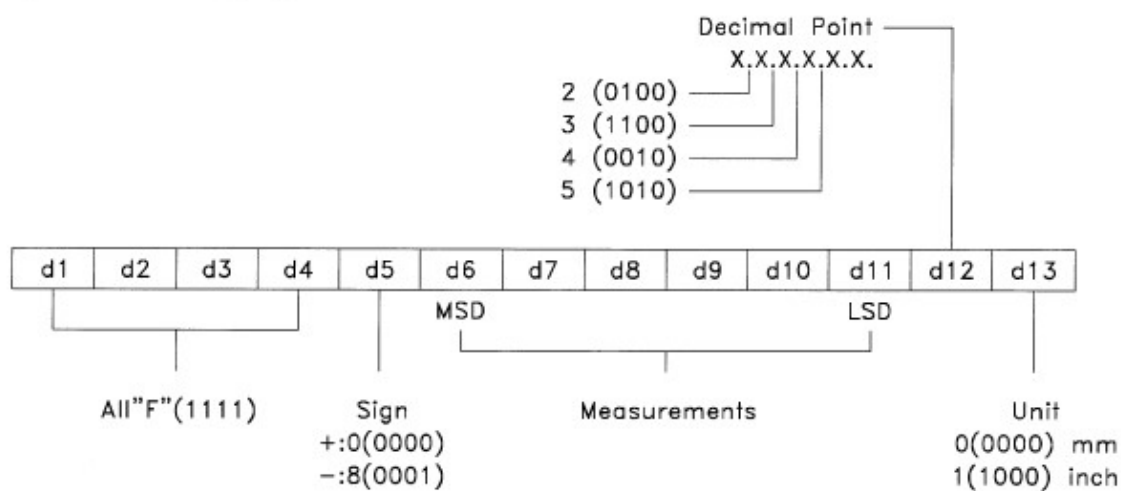 Decimal Point
X.X.X.X.X.X.
2 (0100)
3 (1100)
4 (0010)
5 (1010)
d1 d2 d3 d4 d5 d6 d7 d8 d9 d10 d11 d12 d13
MSD LSD
All"F"(1111) Sign Measurements Unit
+:0(0000) 0(0000) mm
-:8(0001) 1(1000) inch